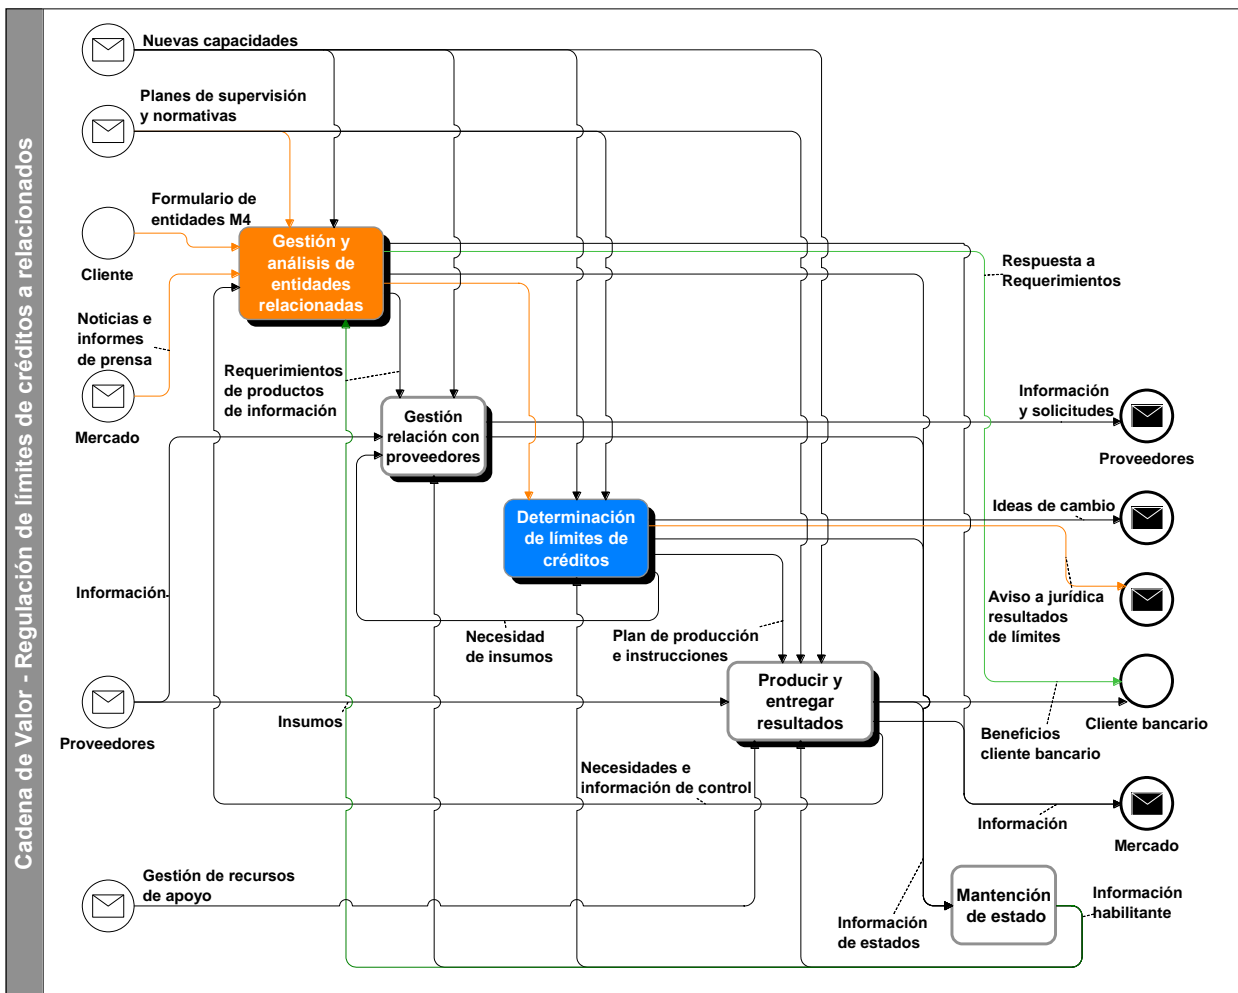 Cadena de Valor - Regulación de límites de créditos a relacionados
Nuevas capacidades
Planes de supervisión
y normativas
Formulario de
entidades M4
Cliente
Gestión y
análisis de
entidades
relacionadas
Respuesta a
Requerimientos
Noticias e
informes
de prensa
Mercado
Requerimientos
de productos
de información
Gestión
relación con
proveedores
Información
y solicitudes
Proveedores
Determinación
de límites de
créditos
Ideas de cambio
Información
Necesidad
de insumos
Plan de producción
e instrucciones
Aviso a jurídica
resultados
de límites
Proveedores
Insumos
Producir y
entregar
resultados
Beneficios
cliente bancario
Cliente bancario
Necesidades e
información de control
Información
Mercado
Gestión de recursos
de apoyo
Información
de estados
Mantención
de estado
Información
habilitante